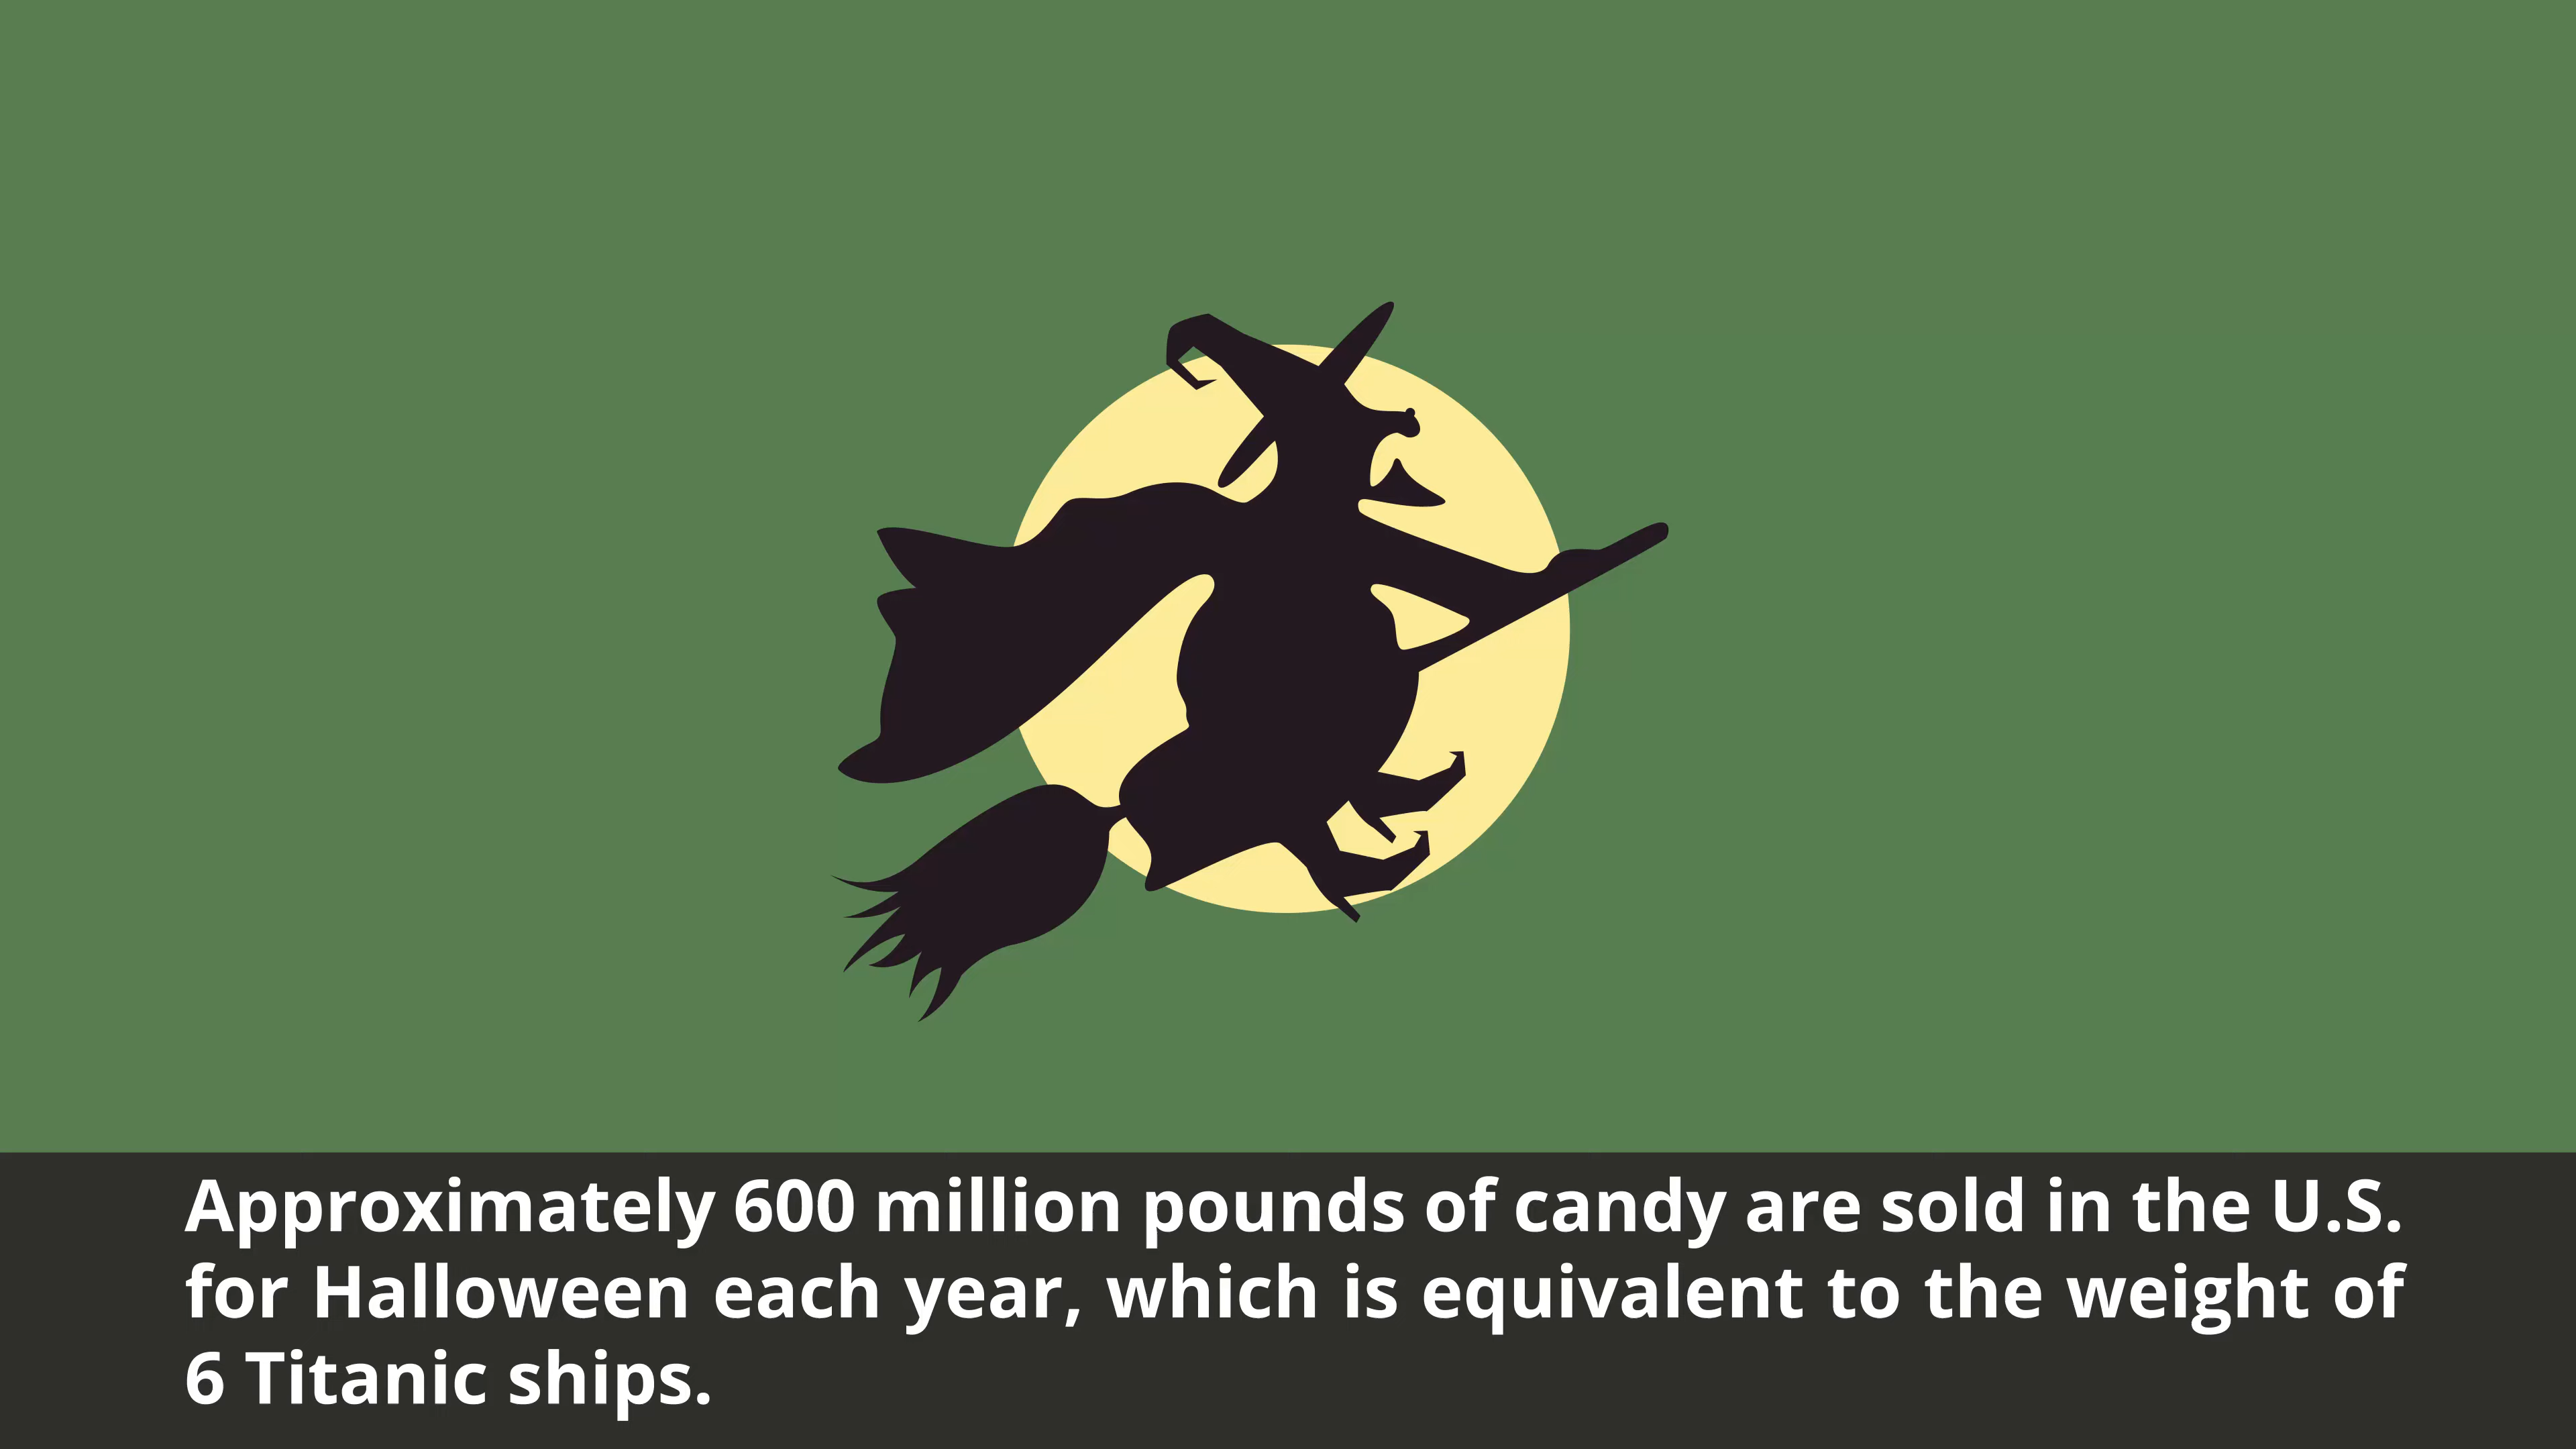 Approximately 600 million pounds of candy are sold in the U.S.
for Halloween each year, which is equivalent to the weight of
6 Titanic ships.